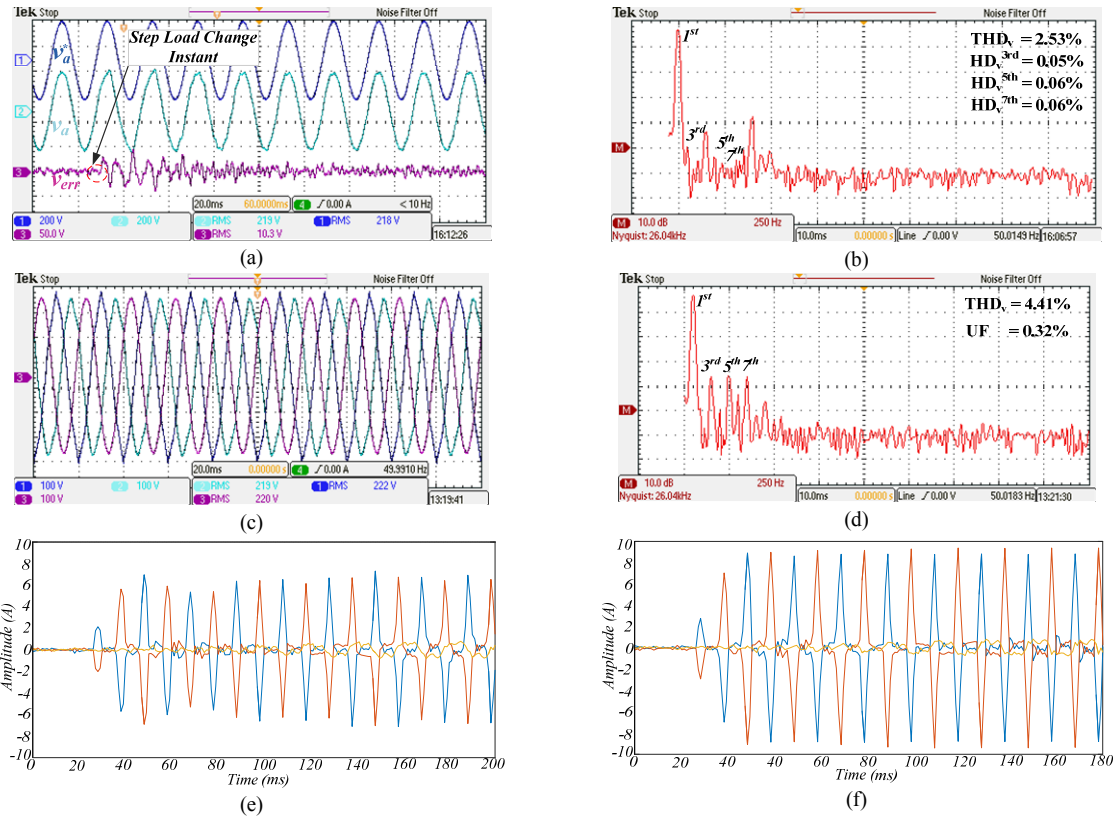 Tek Stop
Noise Filter Off
Step Load Change
Instant
v*a
va
verr
1
2
3
20.0ms 60.0000ms 4 0.00 A < 10 Hz
1 200 V 2 200 V 2 RMS 219 V 1 RMS 218 V
3 50.0 V 3 RMS 10.3 V 16:12:26
(a)
Tek Stop
Noise Filter Off
1st
3rd
5th
7th
THDv = 2.53%
HDv3rd = 0.05%
HDv5th = 0.06%
HDv7th = 0.06%
M
M 10.0 dB 250 Hz
Nyquist: 26.04kHz
10.0ms 0.00000 s Line 0.00 V 50.0149 Hz 16:06:57
(b)
Tek Stop
Noise Filter Off
3
20.0ms 0.00000 s 4 0.00 A 49.9910 Hz
1 100 V 2 100 V 2 RMS 219 V 1 RMS 222 V
3 100 V 3 RMS 220 V 13:19:41
(c)
Tek Stop
Noise Filter Off
1st
3rd 5th 7th
THDv = 4.41%
UF = 0.32%
M
M 10.0 dB 250 Hz
Nyquist: 26.04kHz
10.0ms 0.00000 s Line 0.00 V 50.0183 Hz 13:21:30
(d)
Amplitude (A)
10
8
6
4
2
0
-2
-4
-6
-8
-10
0 20 40 60 80 100 120 140 160 180 200
Time (ms)
(e)
Amplitude (A)
10
8
6
4
2
0
-2
-4
-6
-8
-10
0 20 40 60 80 100 120 140 160 180
Time (ms)
(f)